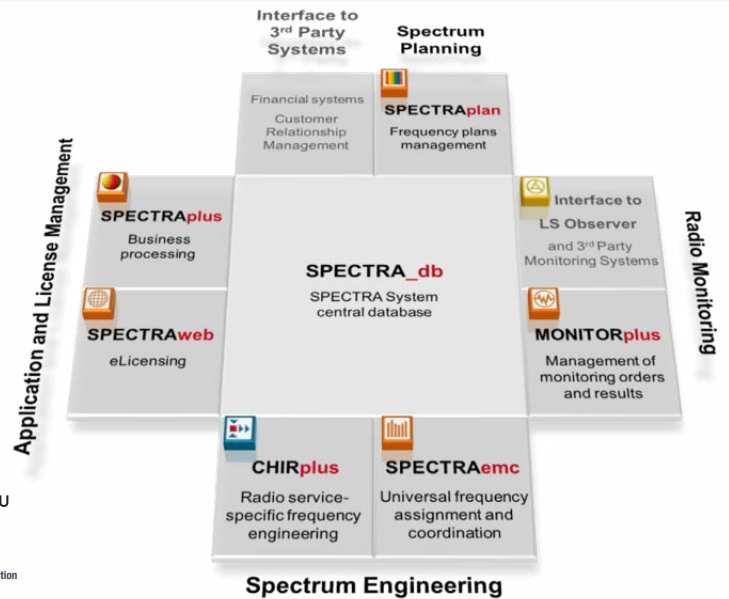 Interface to
3rd Party
Systems
Spectrum
Planning
Financial systems
Customer
Relationship
Management
SPECTRAplan
Frequency plans
management
Application and License Management
SPECTRAplus
Business
processing
SPECTRAweb
eLicensing
SPECTRA_db
SPECTRA System
central database
Interface to
LS Observer
and 3rd Party
Monitoring Systems
MONITORplus
Management of
monitoring orders
and results
Radio Monitoring
CHIRplus
Radio service-
specific frequency
engineering
SPECTRAemc
Universal frequency
assignment and
coordination
U
tion
Spectrum Engineering